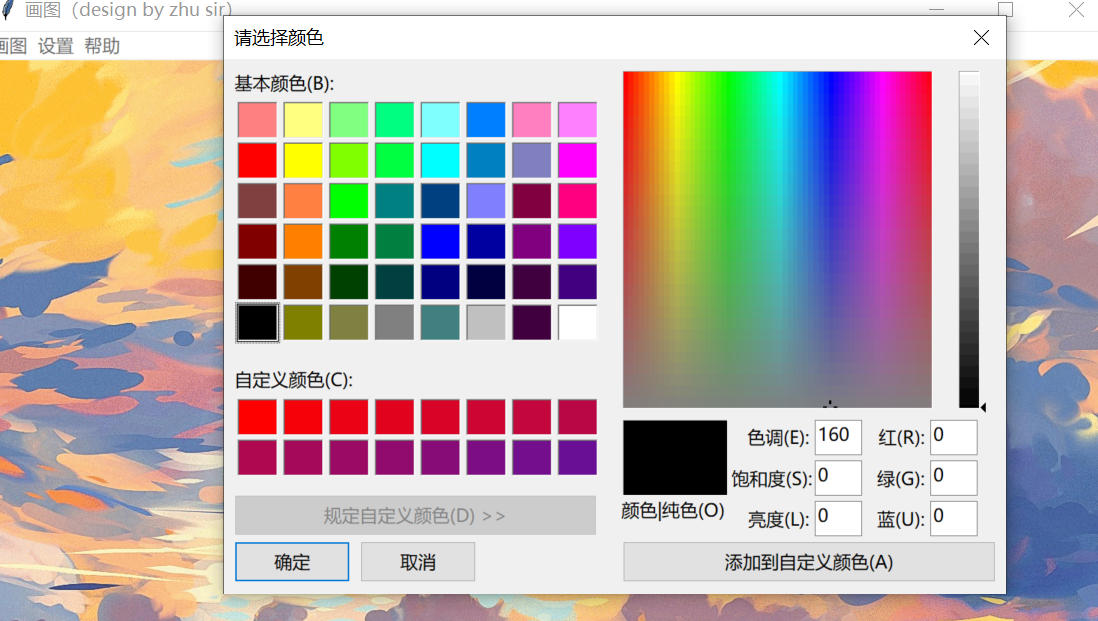 画图（design by zhu sir）
画图 设置 帮助
请选择颜色
基本颜色(B):
自定义颜色(C):
规定自定义颜色(D) >>
确定 取消
色调(E): 160 红(R): 0
饱和度(S): 0 绿(G): 0
颜色|纯色(O) 亮度(L): 0 蓝(U): 0
添加到自定义颜色(A)